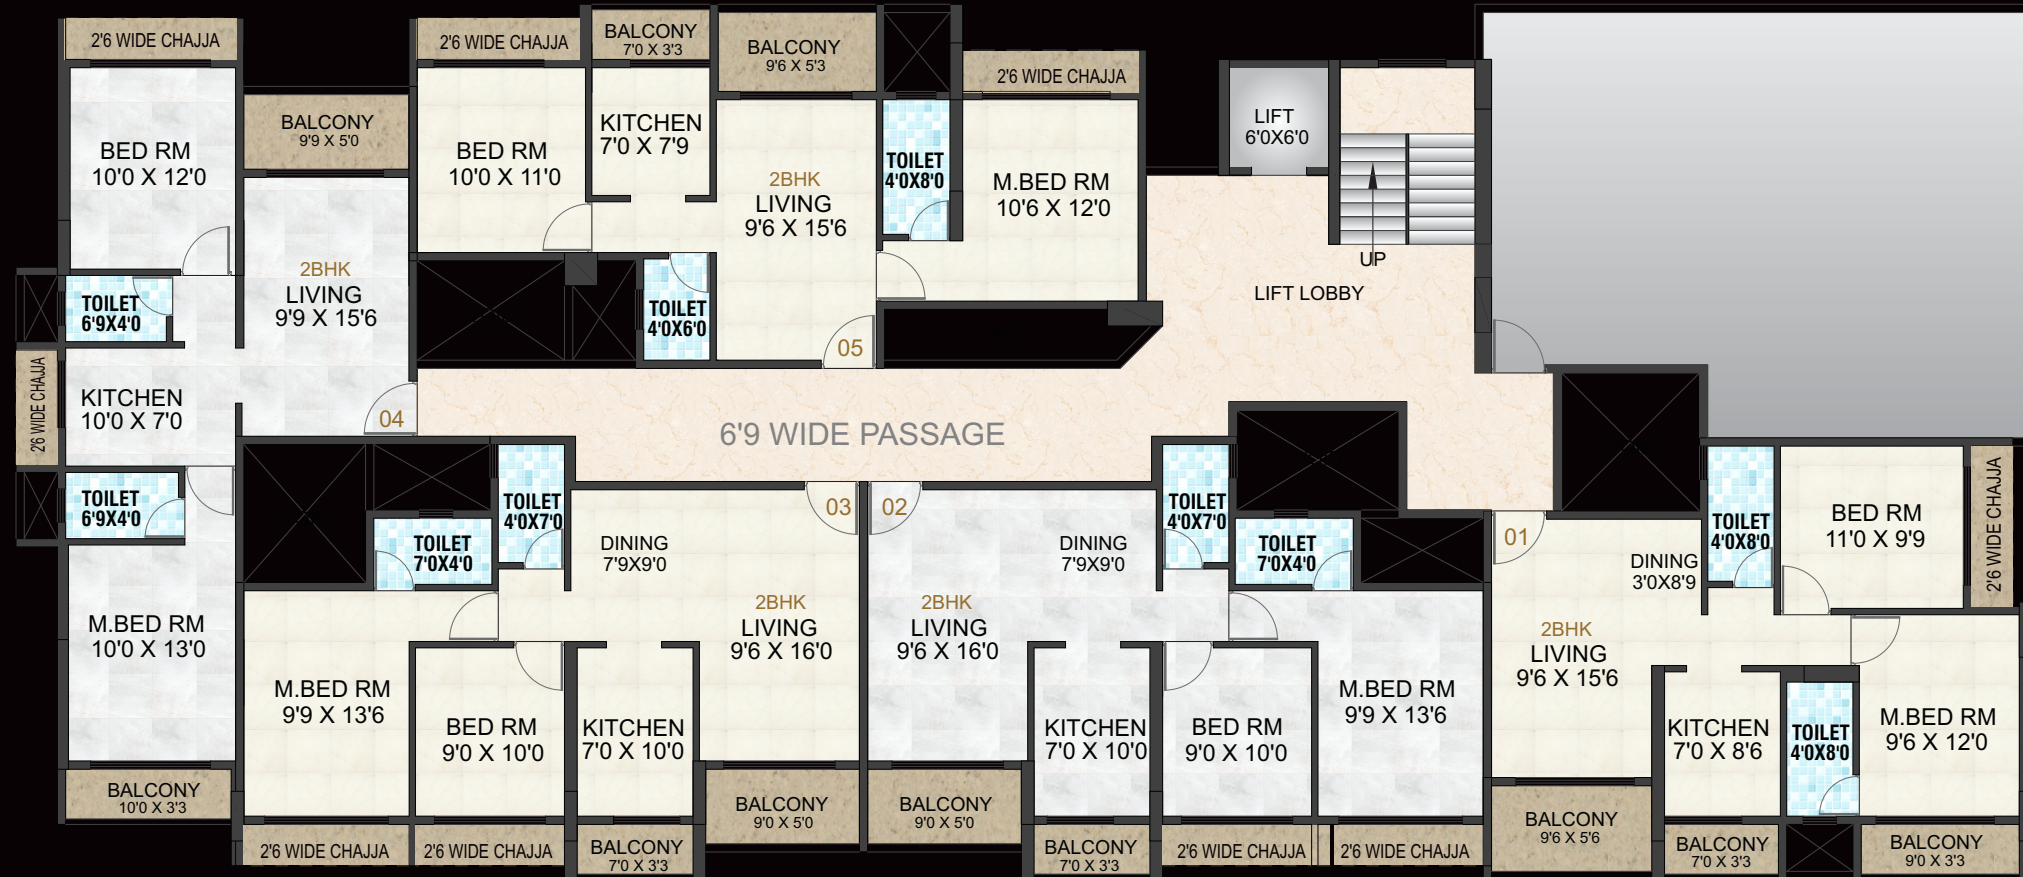 2'6 WIDE CHAJJA
BED RM
10'0 X 12'0
BALCONY
9'9 X 5'0
2BHK
LIVING
9'9 X 15'6
TOILET
6'9X4'0
2'6 WIDE CHAJJA
KITCHEN
10'0 X 7'0
04
TOILET
6'9X4'0
M.BED RM
10'0 X 13'0
BALCONY
10'0 X 3'3
2'6 WIDE CHAJJA
BED RM
10'0 X 11'0
BALCONY
7'0 X 3'3
KITCHEN
7'0 X 7'9
BALCONY
9'6 X 5'3
2BHK
LIVING
9'6 X 15'6
TOILET
4'0X8'0
2'6 WIDE CHAJJA
M.BED RM
10'6 X 12'0
TOILET
4'0X6'0
05
LIFT
6'0X6'0
UP
LIFT LOBBY
6'9 WIDE PASSAGE
TOILET
4'0X7'0
TOILET
7'0X4'0
DINING
7'9X9'0
03
2BHK
LIVING
9'6 X 16'0
M.BED RM
9'9 X 13'6
BED RM
9'0 X 10'0
KITCHEN
7'0 X 10'0
2'6 WIDE CHAJJA
2'6 WIDE CHAJJA
BALCONY
7'0 X 3'3
BALCONY
9'0 X 5'0
02
DINING
7'9X9'0
TOILET
4'0X7'0
TOILET
7'0X4'0
2BHK
LIVING
9'6 X 16'0
KITCHEN
7'0 X 10'0
BED RM
9'0 X 10'0
M.BED RM
9'9 X 13'6
BALCONY
9'0 X 5'0
BALCONY
7'0 X 3'3
2'6 WIDE CHAJJA
2'6 WIDE CHAJJA
01
DINING
3'0X8'9
TOILET
4'0X8'0
BED RM
11'0 X 9'9
2'6 WIDE CHAJJA
2BHK
LIVING
9'6 X 15'6
KITCHEN
7'0 X 8'6
TOILET
4'0X8'0
M.BED RM
9'6 X 12'0
BALCONY
9'6 X 5'6
BALCONY
7'0 X 3'3
BALCONY
9'0 X 3'3